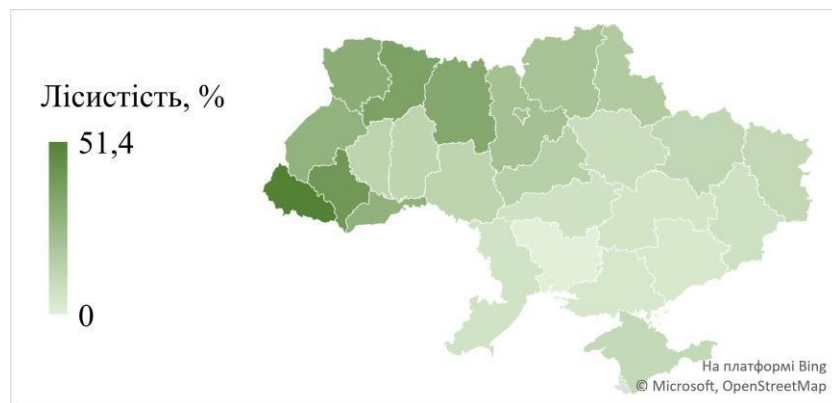 Лісистість, %
51,4
0
На платформі Bing
© Microsoft, OpenStreetMap